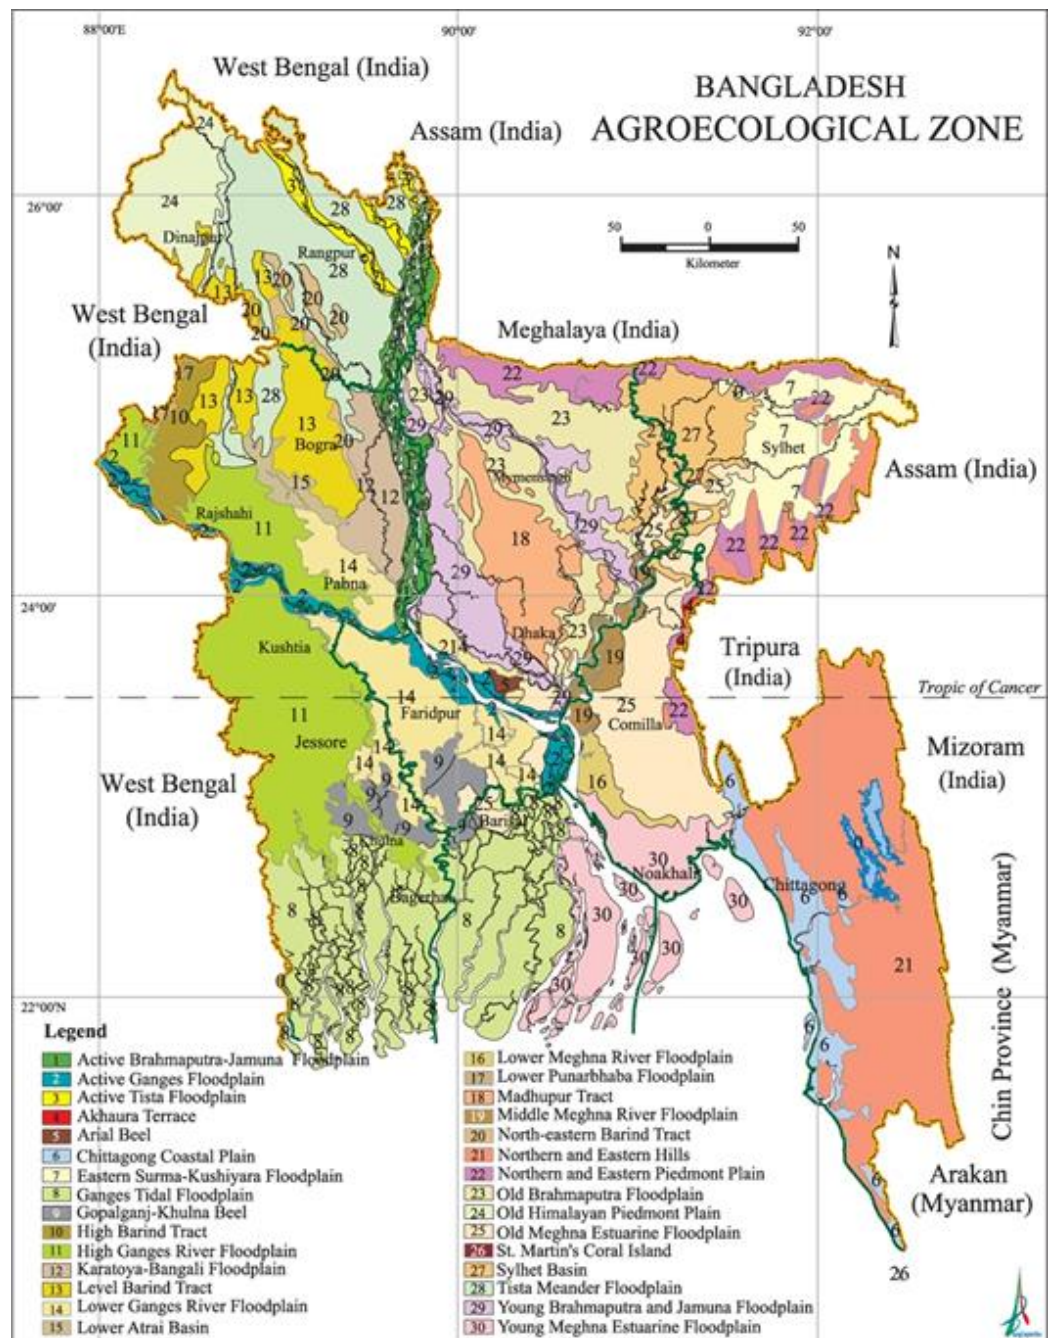 88°00'E 90°00' 92°00'
West Bengal (India)
BANGLADESH
AGROECOLOGICAL ZONE
Assam (India)
26°00'
50 0 50
Kilometer
N
Dinajpur
Rangpur
West Bengal
(India)
Meghalaya (India)
Bogra
Sylhet
Mymensingh
Assam (India)
Rajshahi
Pabna
24°00'
Dhaka
Kushtia
Tripura
(India)
Tropic of Cancer
Faridpur
Comilla
Jessore
Mizoram
(India)
West Bengal
(India)
Barisal
Khulna
Noakhali
Chittagong
Bagerhat
Chin Province (Myanmar)
22°00'N
Arakan
(Myanmar)
26
Legend
1 Active Brahmaputra-Jamuna Floodplain
2 Active Ganges Floodplain
3 Active Tista Floodplain
4 Akhaura Terrace
5 Arial Beel
6 Chittagong Coastal Plain
7 Eastern Surma-Kushiyara Floodplain
8 Ganges Tidal Floodplain
9 Gopalganj-Khulna Beel
10 High Barind Tract
11 High Ganges River Floodplain
12 Karatoya-Bangali Floodplain
13 Level Barind Tract
14 Lower Ganges River Floodplain
15 Lower Atrai Basin
16 Lower Meghna River Floodplain
17 Lower Punarbhaba Floodplain
18 Madhupur Tract
19 Middle Meghna River Floodplain
20 North-eastern Barind Tract
21 Northern and Eastern Hills
22 Northern and Eastern Piedmont Plain
23 Old Brahmaputra Floodplain
24 Old Himalayan Piedmont Plain
25 Old Meghna Estuarine Floodplain
26 St. Martin's Coral Island
27 Sylhet Basin
28 Tista Meander Floodplain
29 Young Brahmaputra and Jamuna Floodplain
30 Young Meghna Estuarine Floodplain